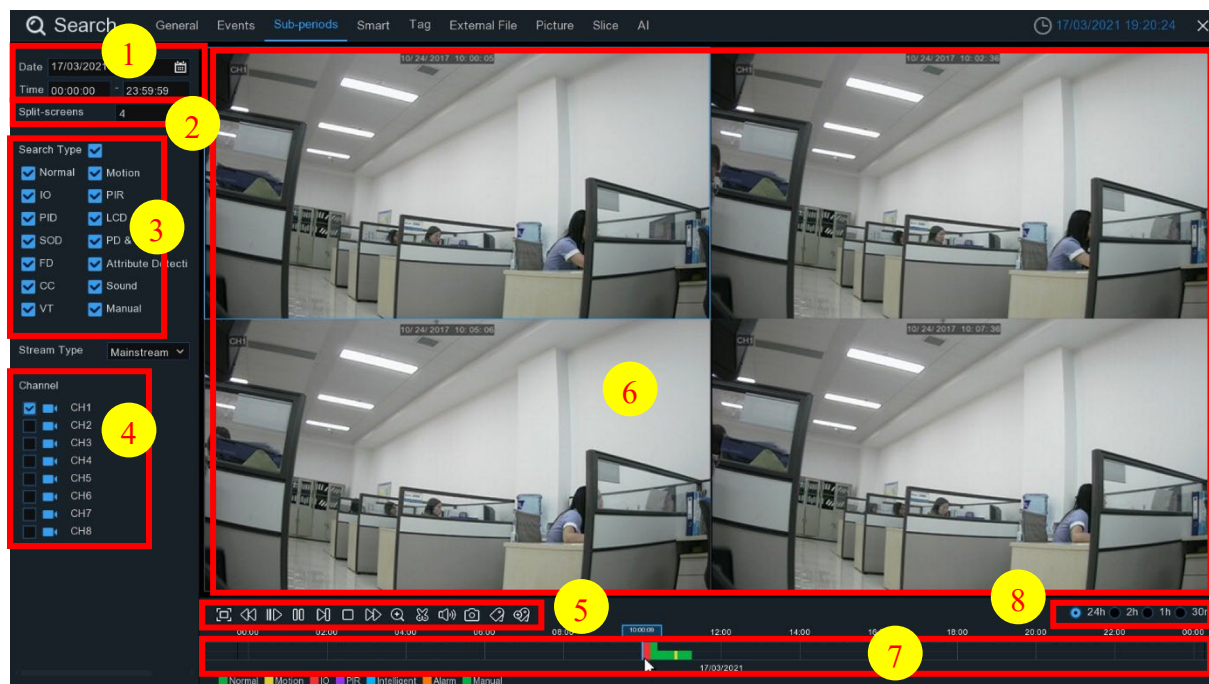 Search General Events Sub-periods Smart Tag External File Picture Slice AI 17/03/2021 19:20:24
1
Date 17/03/2021
Time 00:00:00 - 23:59:59
Split-screens 4
2
Search Type
Normal Motion
IO PIR
PID LCD
3
SOD PD &
FD Attribute Detecti
CC Sound
VT Manual
Stream Type Mainstream
Channel
CH1
CH2
4
CH3
CH4
CH5
CH6
CH7
CH8
10/24/2017 10:00:05
CH1
10/24/2017 10:02:36
CH1
10/24/2017 10:05:06
CH1
10/24/2017 10:07:36
CH1
6
5
8
24h 2h 1h 30m
00:00 02:00 04:00 06:00 08:00 10:00:09 12:00 14:00 16:00 18:00 20:00 22:00 00:00
7
17/03/2021
Normal Motion IO PIR Intelligent Alarm Manual